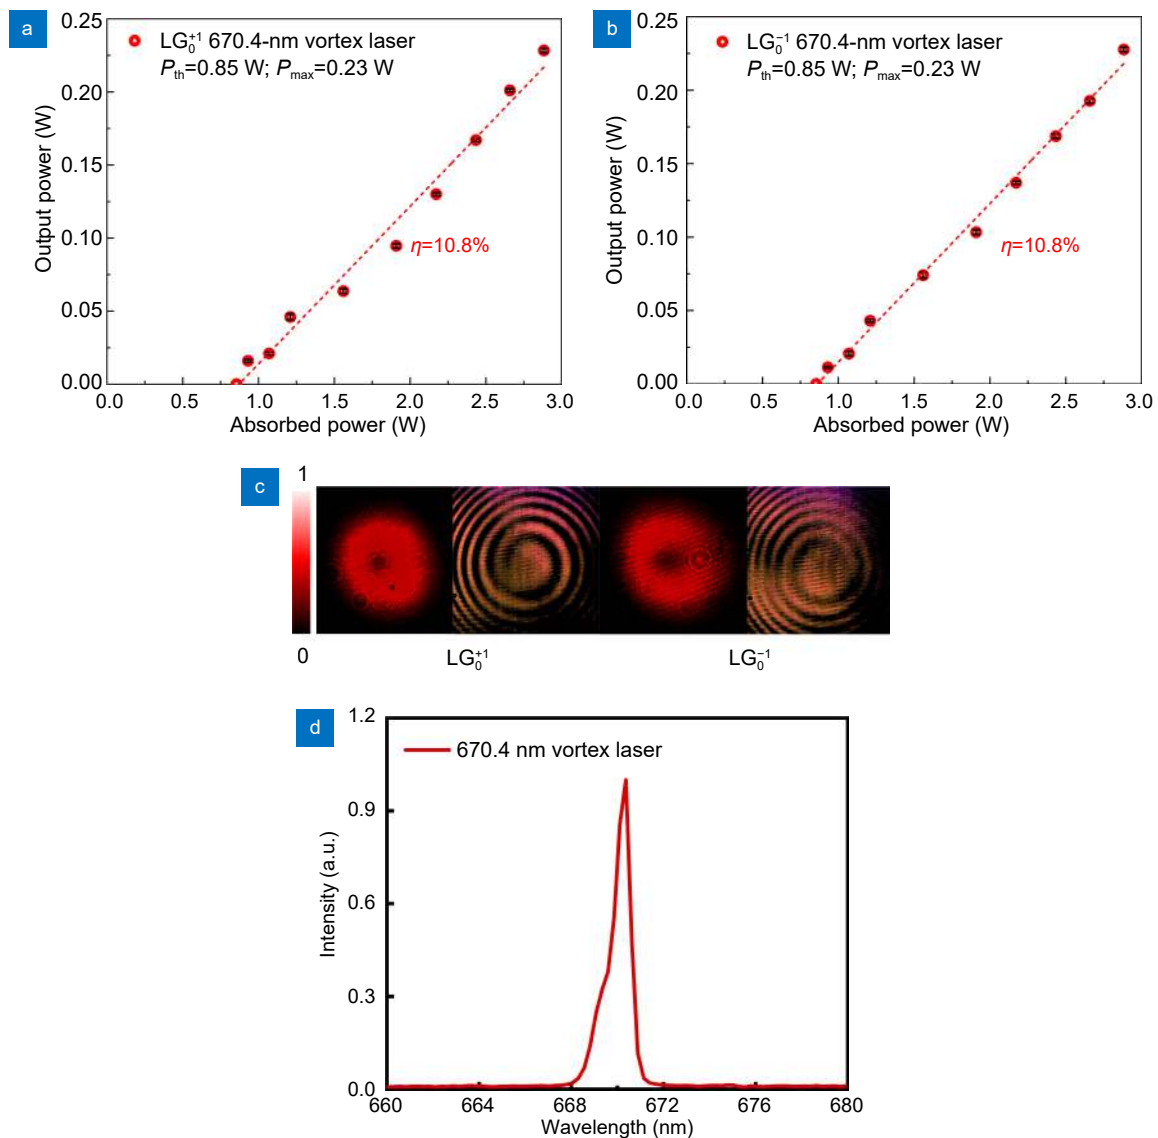 a
LG₀⁺¹ 670.4-nm vortex laser
P_th=0.85 W; P_max=0.23 W
η=10.8%
0.25
0.20
0.15
0.10
0.05
0.00
Output power (W)
0.0 0.5 1.0 1.5 2.0 2.5 3.0
Absorbed power (W)
b
LG₀⁻¹ 670.4-nm vortex laser
P_th=0.85 W; P_max=0.23 W
η=10.8%
0.25
0.20
0.15
0.10
0.05
0.00
Output power (W)
0.0 0.5 1.0 1.5 2.0 2.5 3.0
Absorbed power (W)
c
1
0
LG₀⁺¹
LG₀⁻¹
d
670.4 nm vortex laser
1.2
0.9
0.6
0.3
0.0
Intensity (a.u.)
660 664 668 672 676 680
Wavelength (nm)